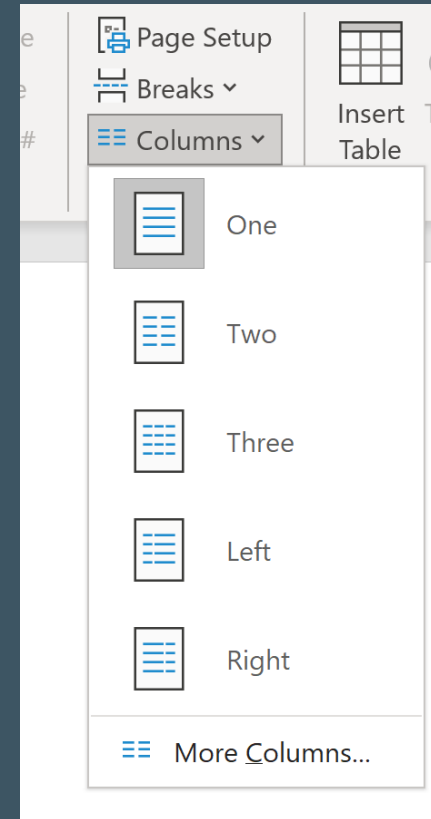 Page Setup
Breaks
#
Columns
Insert
Table
One
Two
Three
Left
Right
More Columns...